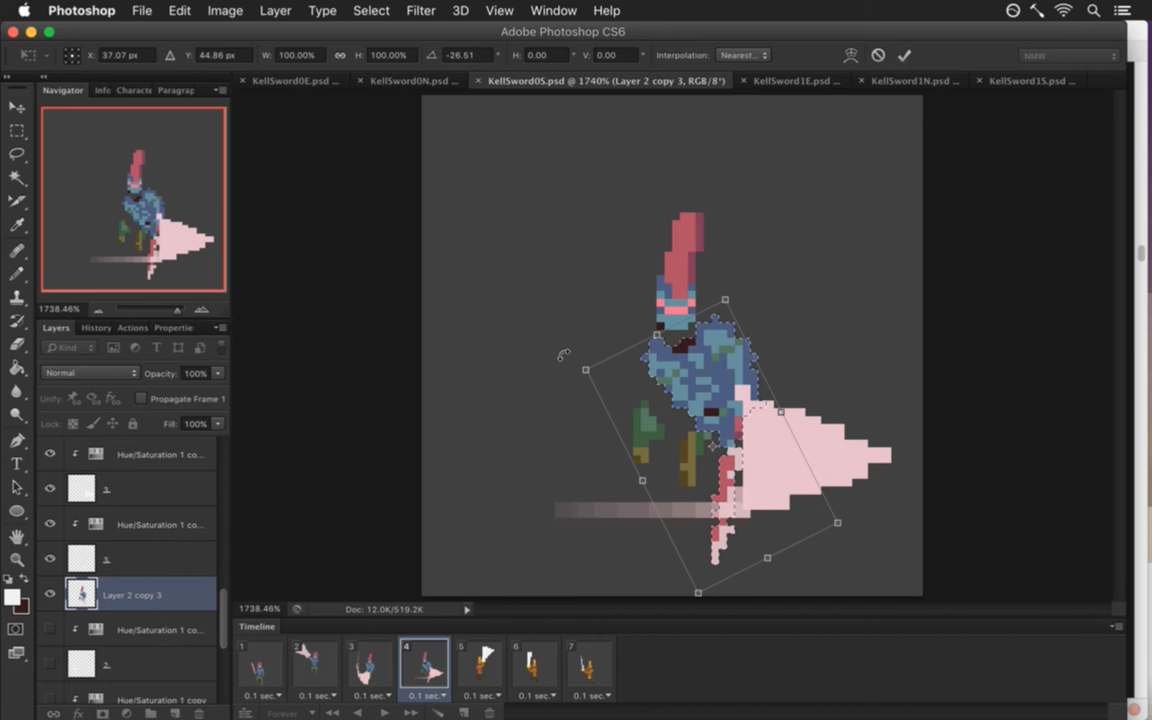 Photoshop File Edit Image Layer Type Select Filter 3D View Window Help
Adobe Photoshop CS6
X: 37.07 px Y: 44.86 px W: 100.00% H: 100.00% -26.51 ° H: 0.00 ° V: 0.00 ° Interpolation: Nearest... NMW
KellSword0E.psd ... KellSword0N.psd ... KellSword0S.psd @ 1740% (Layer 2 copy 3, RGB/8*) KellSword1E.psd ... KellSword1N.psd ... KellSword1S.psd ...
Navigator Info Characte Paragrap
1738.46%
Layers History Actions Propertie
Kind
Normal Opacity: 100%
Unify: Propagate Frame 1
Lock: Fill: 100%
Hue/Saturation 1 co...
Hue/Saturation 1 co...
Layer 2 copy 3
Hue/Saturation 1 co...
2
Hue/Saturation 1 copy
1738.46% Doc: 12.0K/519.2K
Timeline
1 2 3 4 5 6 7
0.1 sec. 0.1 sec. 0.1 sec. 0.1 sec. 0.1 sec. 0.1 sec. 0.1 sec.
Forever